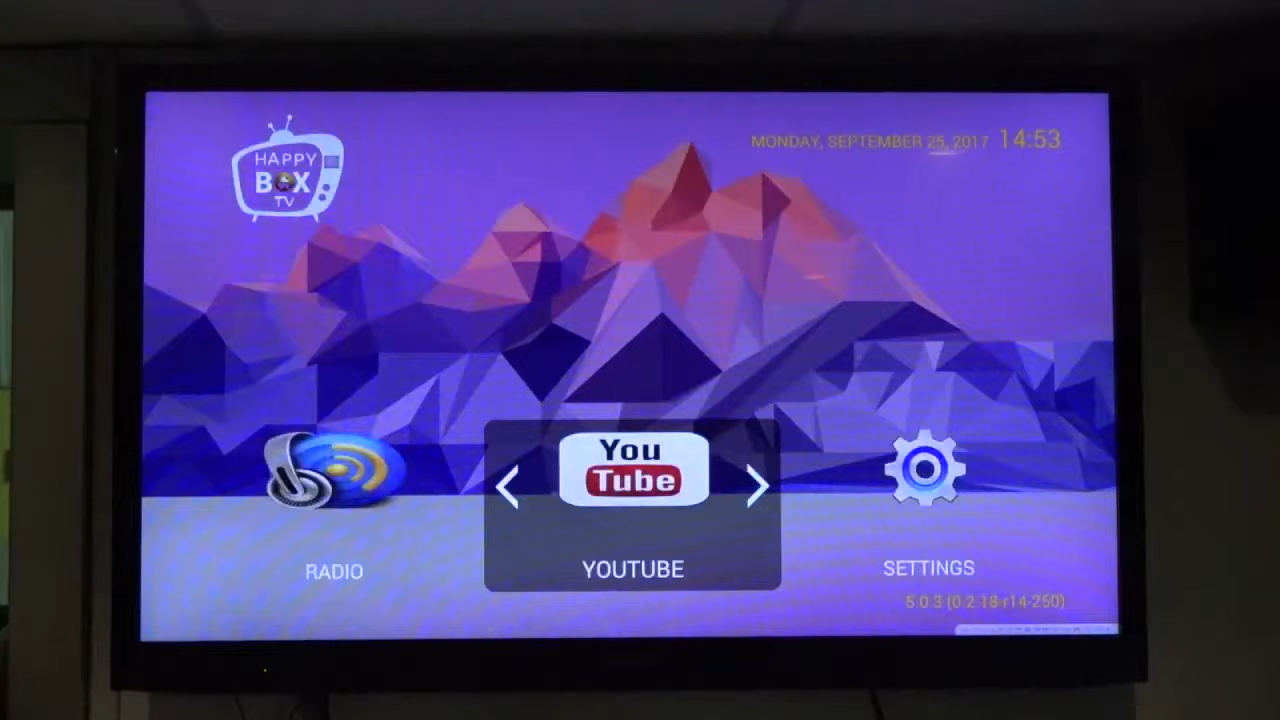 HAPPY
BOX
TV
MONDAY, SEPTEMBER 25, 2017 14:53
You
Tube
RADIO
YOUTUBE
SETTINGS
5.0.3 (0.2.18-r14-250)